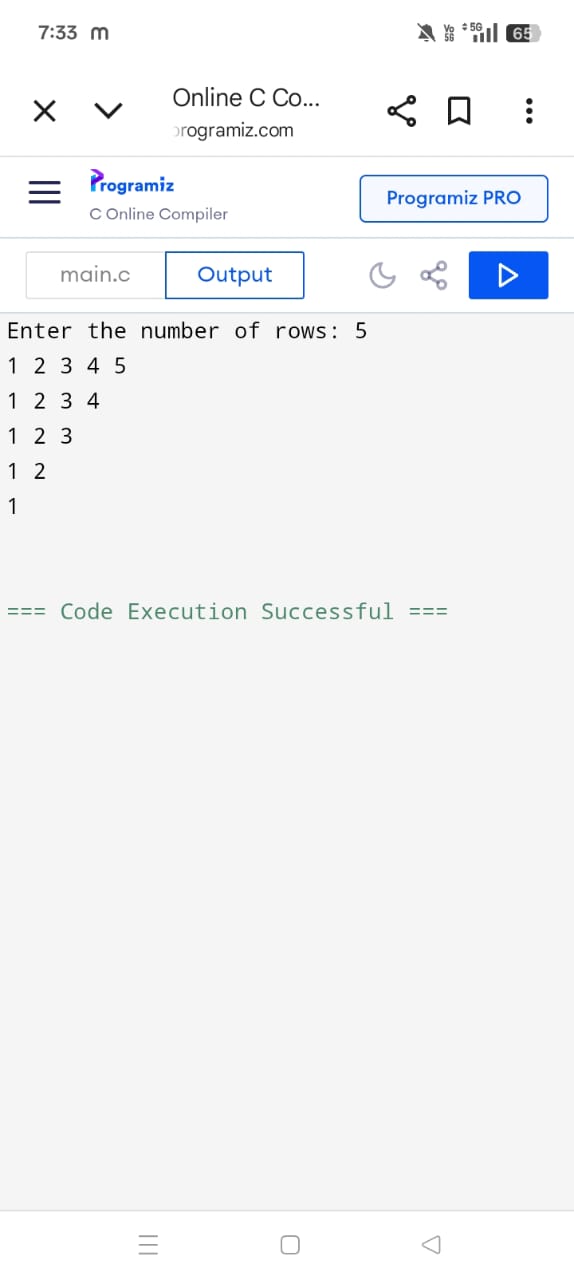 7:33 m
Vo 5G 5G 65
Online C Co...
programiz.com
Programiz
C Online Compiler
Programiz PRO
main.c Output
Enter the number of rows: 5
1 2 3 4 5
1 2 3 4
1 2 3
1 2
1
=== Code Execution Successful ===